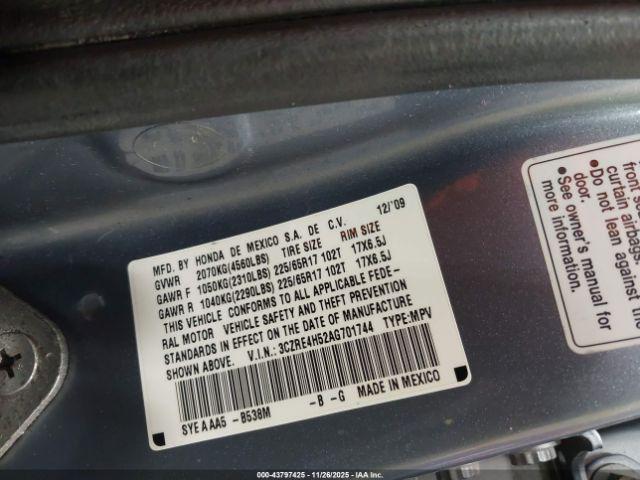 MFD. BY HONDA DE MEXICO S.A. DE C.V. 12/'09
GVWR 2070KG(4560LBS) TIRE SIZE RIM SIZE
GAWR F 1050KG(2310LBS) 225/65R17 102T 17X6.5J
GAWR R 1040KG(2290LBS) 225/65R17 102T 17X6.5J
THIS VEHICLE CONFORMS TO ALL APPLICABLE FEDE-
RAL MOTOR VEHICLE SAFETY AND THEFT PREVENTION
STANDARDS IN EFFECT ON THE DATE OF MANUFACTURE
SHOWN ABOVE. V.I.N.: 3CZRE4H52AG701744 TYPE:MPV
SYE A AA5 -B538M -B -G MADE IN MEXICO
front
curtain airbags.
•Do not lean against the
door.
•See owner's manual for
more information.
00-43797425 - 11/26/2025 - IAA Inc.